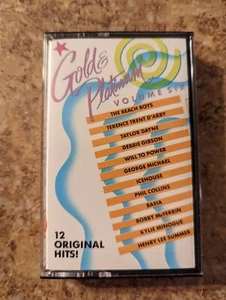 Gold &
Platinum
VOLUME SIX
THE BEACH BOYS
TERENCE TRENT D'ARBY
TAYLOR DAYNE
DEBBIE GIBSON
WILL TO POWER
GEORGE MICHAEL
ICEHOUSE
PHIL COLLINS
BASIA
BOBBY McFERRIN
KYLIE MINOGUE
HENRY LEE SUMMER
12
ORIGINAL
HITS!